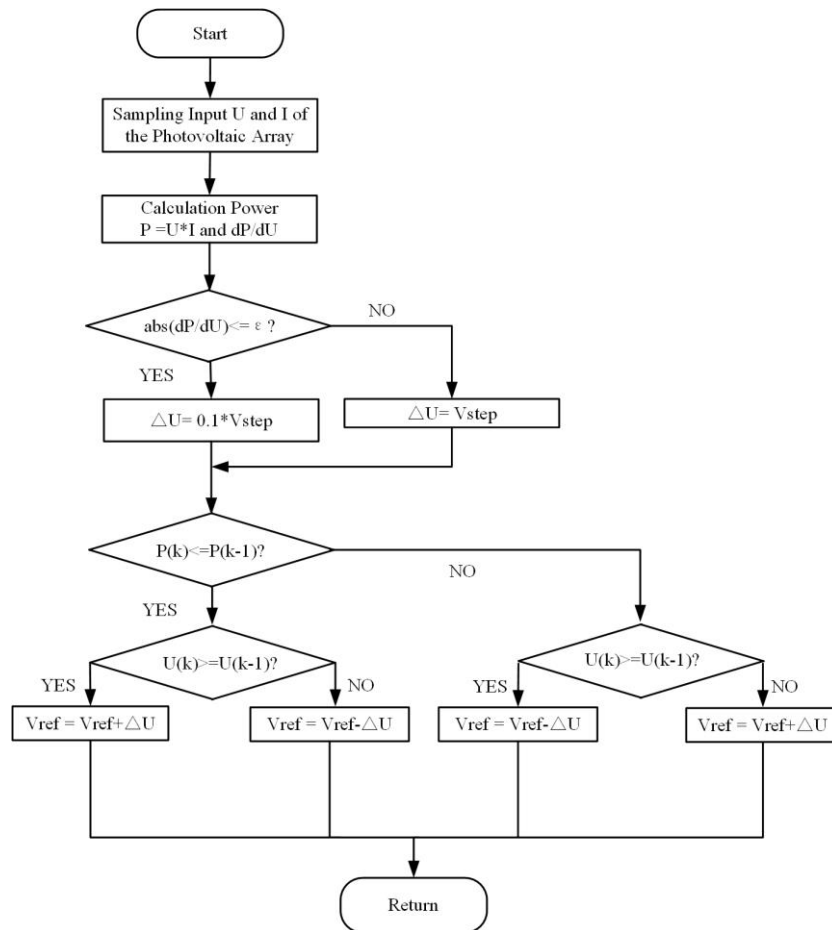 Start
Sampling Input U and I of
the Photovoltaic Array
Calculation Power
P =U*I and dP/dU
abs(dP/dU)<= ε ?
NO
YES
△U= 0.1*Vstep
△U= Vstep
P(k)<=P(k-1)?
NO
YES
U(k)>=U(k-1)?
U(k)>=U(k-1)?
YES
NO
YES
NO
Vref = Vref+△U
Vref = Vref-△U
Vref = Vref-△U
Vref = Vref+△U
Return